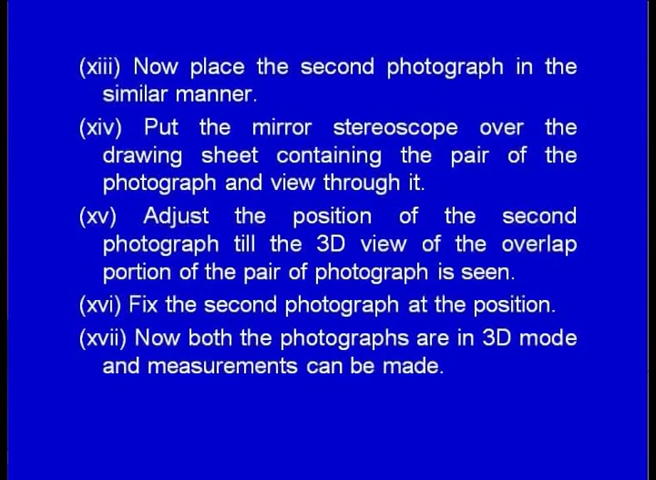 (xiii) Now place the second photograph in the
similar manner.
(xiv) Put the mirror stereoscope over the
drawing sheet containing the pair of the
photograph and view through it.
(xv) Adjust the position of the second
photograph till the 3D view of the overlap
portion of the pair of photograph is seen.
(xvi) Fix the second photograph at the position.
(xvii) Now both the photographs are in 3D mode
and measurements can be made.